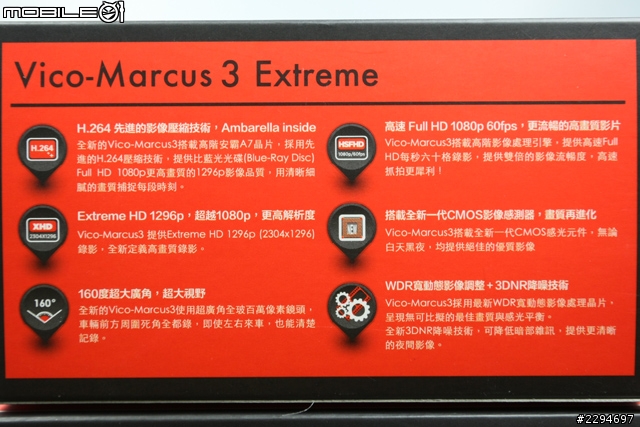 MOBILE01
Vico-Marcus 3 Extreme
H.264
H.264 先進的影像壓縮技術，Ambarella inside
全新的Vico-Marcus3搭載高階安霸A7晶片，採用先
進的H.264壓縮技術，提供比藍光光碟(Blue-Ray Disc)
Full HD 1080p更高畫質的1296p影像品質，用清晰細
膩的畫質捕捉每段時刻。
XHD
2304X1296
Extreme HD 1296p，超越1080p，更高解析度
Vico-Marcus3 提供Extreme HD 1296p (2304x1296)
錄影，全新定義高畫質錄影。
160°
160度超大廣角，超大視野
全新的Vico-Marcus3使用超廣角全玻百萬像素鏡頭，
車輛前方周圍死角全都錄，即使左右來車，也能清楚
記錄。
HSFHD
1080p/60fps
高速 Full HD 1080p 60fps，更流暢的高畫質影片
Vico-Marcus3搭載高階影像處理引擎，提供高速Full
HD每秒六十格錄影，提供雙倍的影像流暢度，高速
抓拍更犀利！
搭載全新一代CMOS影像感測器，畫質再進化
Vico-Marcus3搭載全新一代CMOS感光元件，無論
白天黑夜，均提供絕佳的優質影像
WDR寬動態影像調整＋3DNR降噪技術
Vico-Marcus3採用最新WDR寬動態影像處理晶片，
呈現無可比擬的最佳畫質與感光平衡。
全新3DNR降噪技術，可降低暗部雜訊，提供更清晰
的夜間影像。
#2294697